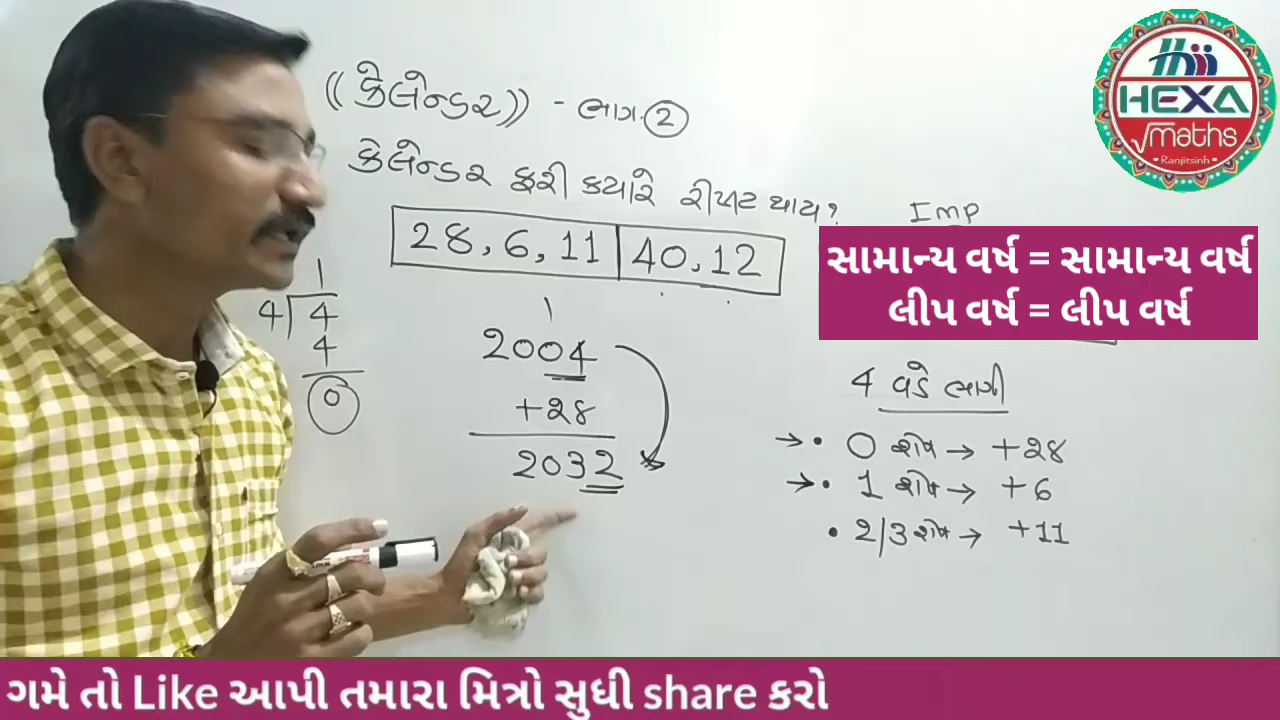 ((કેલેન્ડર)) - ભાગ-2
કેલેન્ડર ફરી ક્યારે રીપીટ થાય?
Imp
28, 6, 11 | 40, 12
સામાન્ય વર્ષ = સામાન્ય વર્ષ
લીપ વર્ષ = લીપ વર્ષ
1
4 4
4
0
2004
+28
2032
4 વડે ભાગી
→ • 0 શેષ → +28
→ • 1 શેષ → +6
• 2/3 શેષ → +11
HEXA
√maths
• Ranjitsinh •
ગમે તો Like આપી તમારા મિત્રો સુધી share કરો